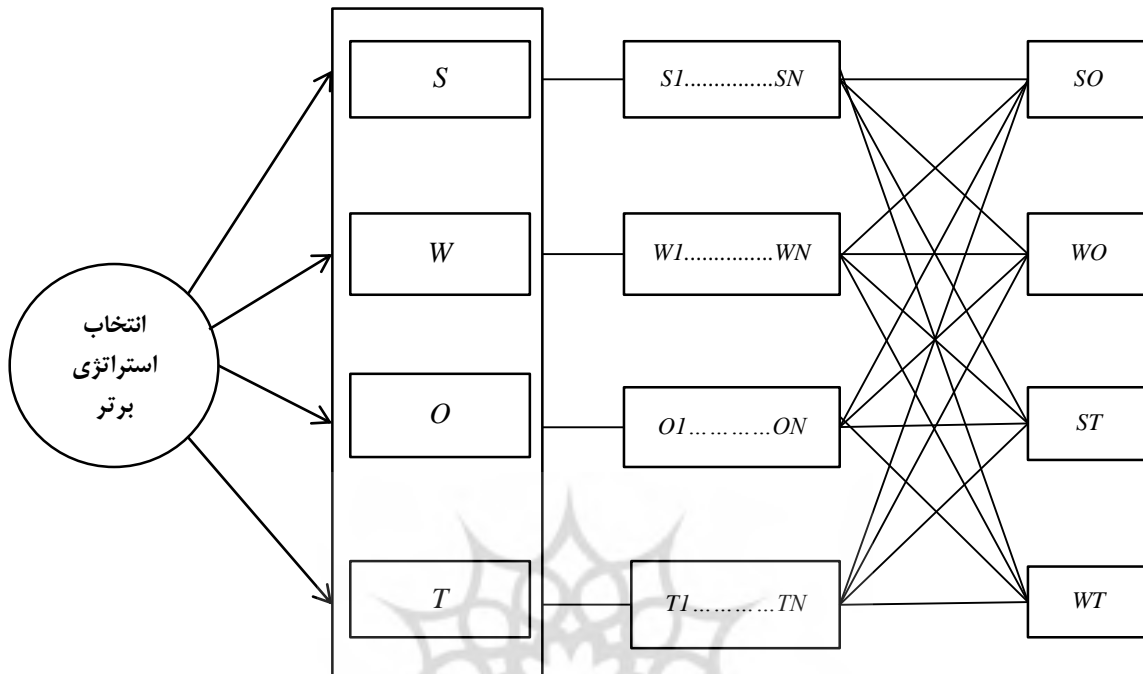 انتخاب
استراتژی
برتر
S
S1...............SN
SO
W
W1...............WN
WO
O
O1…………ON
ST
T
T1…………TN
WT